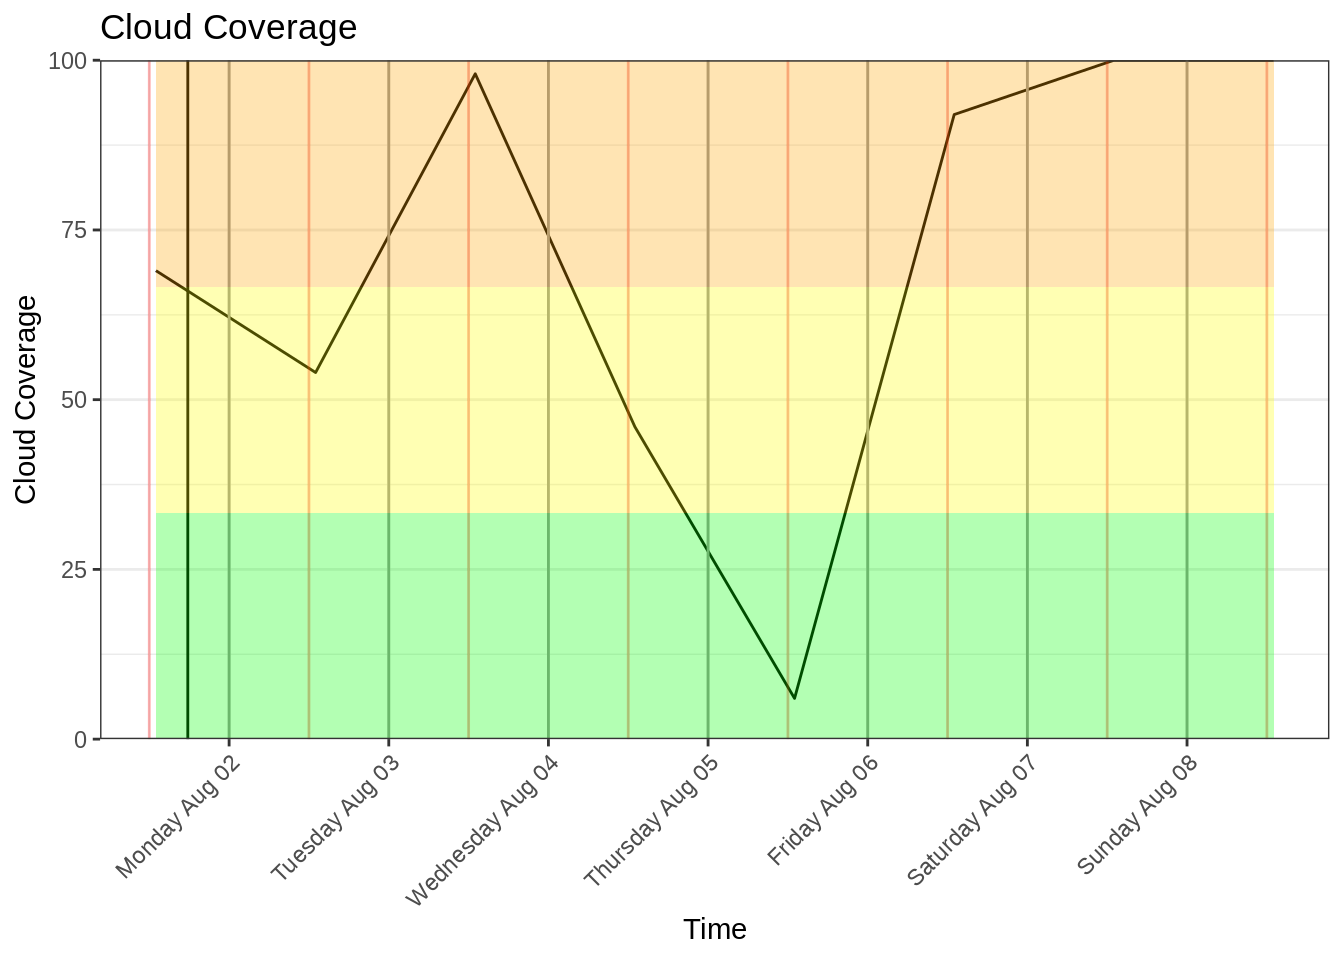 Cloud Coverage
100
75
50
25
0
Cloud Coverage
Monday Aug 02
Tuesday Aug 03
Wednesday Aug 04
Thursday Aug 05
Friday Aug 06
Saturday Aug 07
Sunday Aug 08
Time